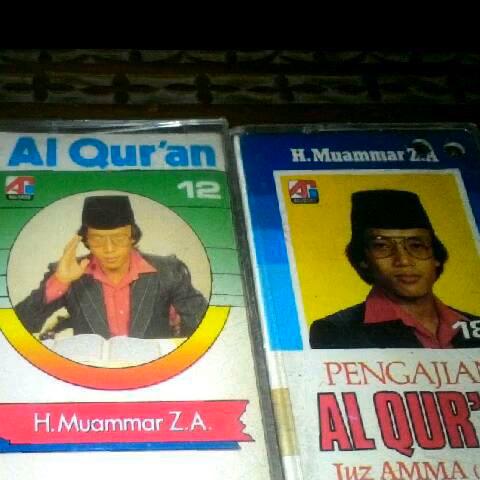 Al Qur'an
12
H. Muammar Z.A.
H. Muammar Z.A
18
PENGAJIAN
AL QUR'
Juz AMMA